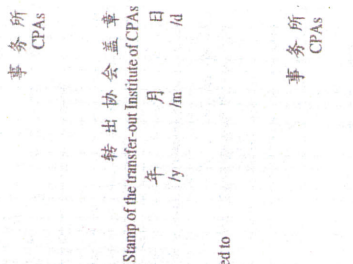 事务所
CPAs
转出协会盖章
Stamp of the transfer-out Institute of CPAs
年 月 日
/y /m /d
ed to
事务所
CPAs